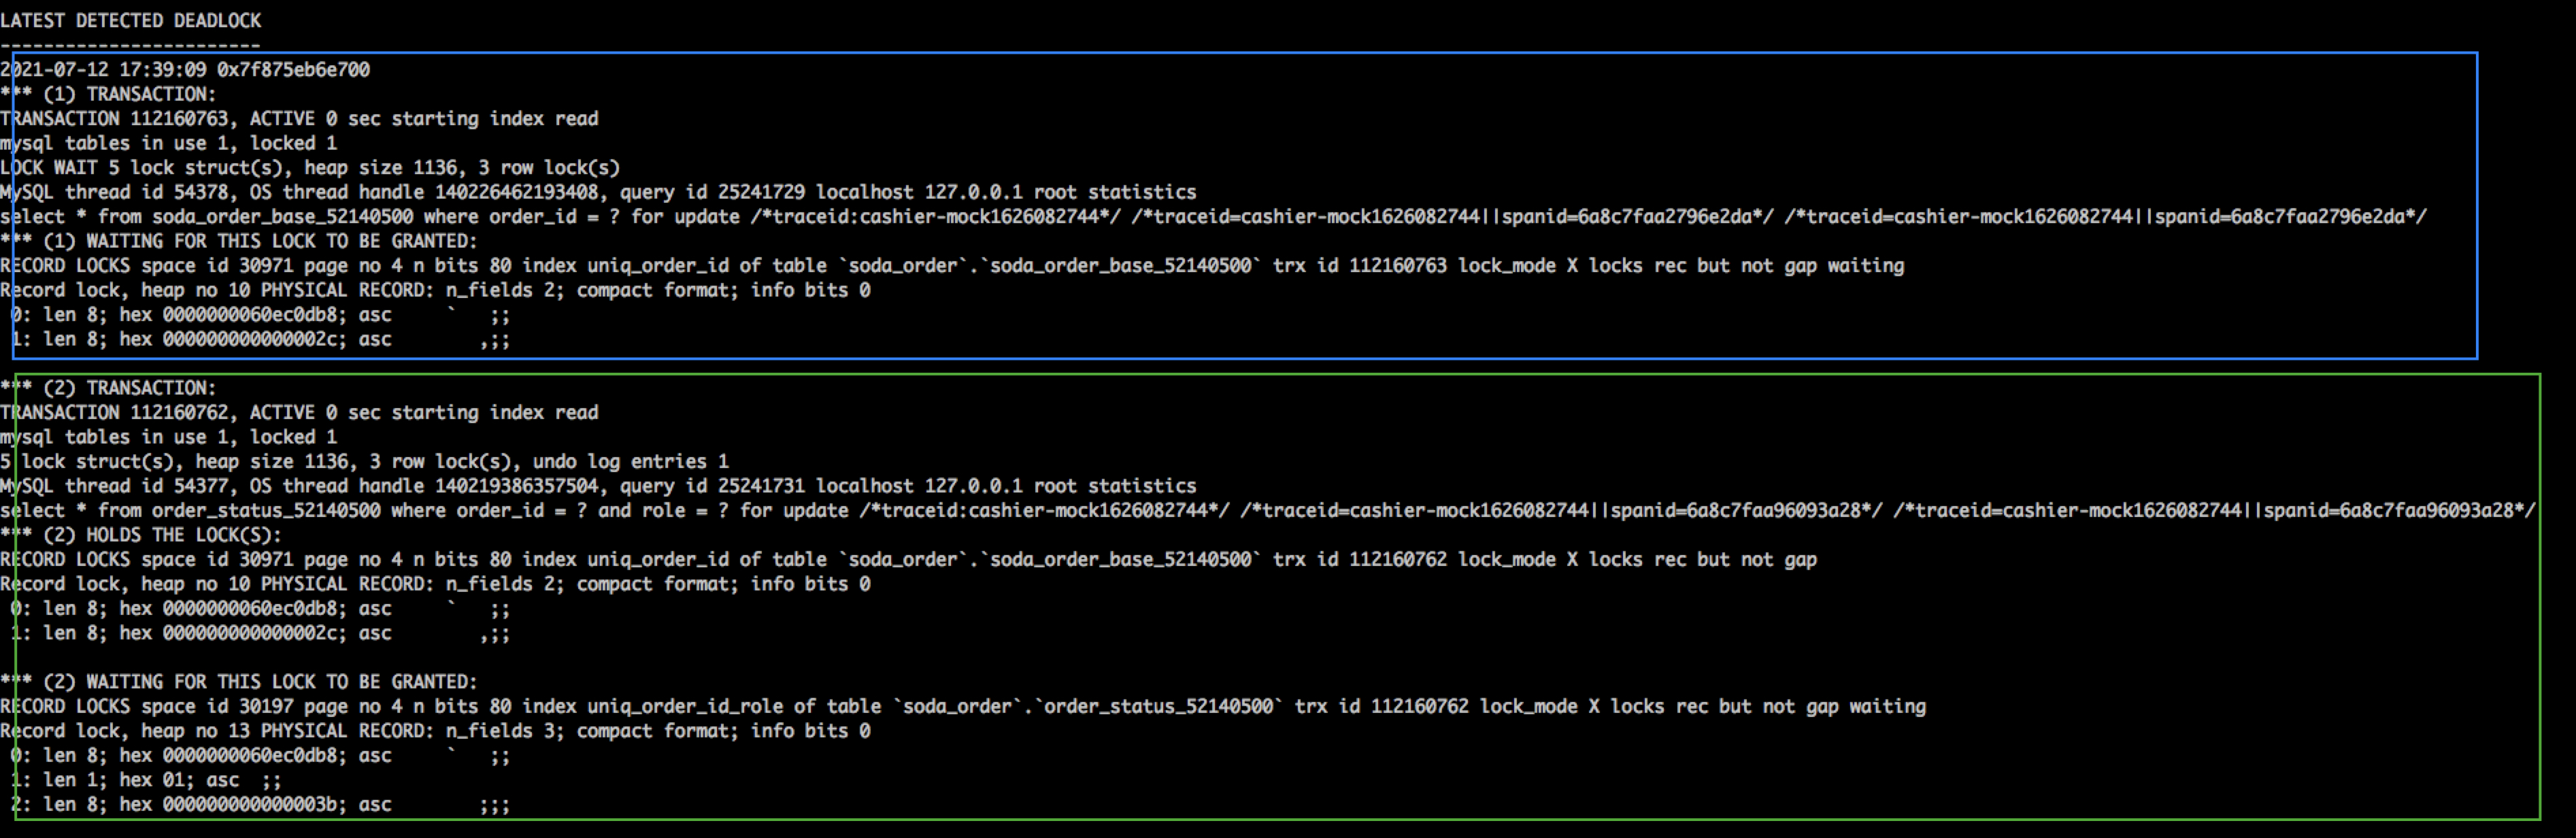 LATEST DETECTED DEADLOCK
------------------------
2021-07-12 17:39:09 0x7f875eb6e700
*** (1) TRANSACTION:
TRANSACTION 112160763, ACTIVE 0 sec starting index read
mysql tables in use 1, locked 1
LOCK WAIT 5 lock struct(s), heap size 1136, 3 row lock(s)
MySQL thread id 54378, OS thread handle 140226462193408, query id 25241729 localhost 127.0.0.1 root statistics
select * from soda_order_base_52140500 where order_id = ? for update /*traceid:cashier-mock1626082744*/ /*traceid=cashier-mock1626082744||spanid=6a8c7faa2796e2da*/ /*traceid=cashier-mock1626082744||spanid=6a8c7faa2796e2da*/
*** (1) WAITING FOR THIS LOCK TO BE GRANTED:
RECORD LOCKS space id 30971 page no 4 n bits 80 index uniq_order_id of table `soda_order`.`soda_order_base_52140500` trx id 112160763 lock_mode X locks rec but not gap waiting
Record lock, heap no 10 PHYSICAL RECORD: n_fields 2; compact format; info bits 0
0: len 8; hex 0000000060ec0db8; asc     `   ;;
1: len 8; hex 000000000000002c; asc        ,;;
*** (2) TRANSACTION:
TRANSACTION 112160762, ACTIVE 0 sec starting index read
mysql tables in use 1, locked 1
5 lock struct(s), heap size 1136, 3 row lock(s), undo log entries 1
MySQL thread id 54377, OS thread handle 140219386357504, query id 25241731 localhost 127.0.0.1 root statistics
select * from order_status_52140500 where order_id = ? and role = ? for update /*traceid:cashier-mock1626082744*/ /*traceid=cashier-mock1626082744||spanid=6a8c7faa96093a28*/ /*traceid=cashier-mock1626082744||spanid=6a8c7faa96093a28*/
*** (2) HOLDS THE LOCK(S):
RECORD LOCKS space id 30971 page no 4 n bits 80 index uniq_order_id of table `soda_order`.`soda_order_base_52140500` trx id 112160762 lock_mode X locks rec but not gap
Record lock, heap no 10 PHYSICAL RECORD: n_fields 2; compact format; info bits 0
0: len 8; hex 0000000060ec0db8; asc     `   ;;
1: len 8; hex 000000000000002c; asc        ,;;
*** (2) WAITING FOR THIS LOCK TO BE GRANTED:
RECORD LOCKS space id 30197 page no 4 n bits 80 index uniq_order_id_role of table `soda_order`.`order_status_52140500` trx id 112160762 lock_mode X locks rec but not gap waiting
Record lock, heap no 13 PHYSICAL RECORD: n_fields 3; compact format; info bits 0
0: len 8; hex 0000000060ec0db8; asc     `   ;;
1: len 1; hex 01; asc  ;;
2: len 8; hex 000000000000003b; asc        ;;;